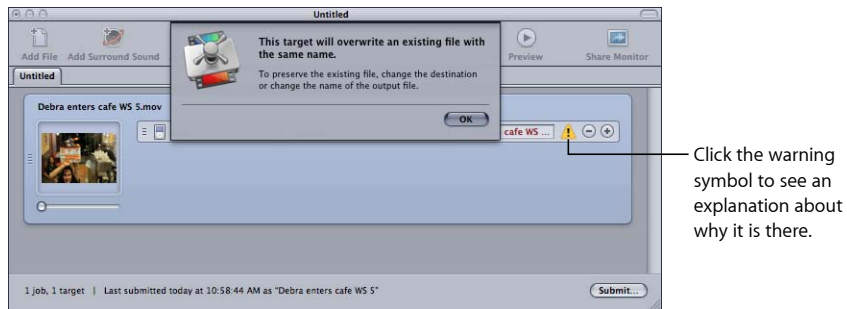 Untitled
Add File
Add Surround Sound
Preview
Share Monitor
Untitled
This target will overwrite an existing file with
the same name.
To preserve the existing file, change the destination
or change the name of the output file.
OK
Debra enters cafe WS 5.mov
cafe WS ...
Click the warning
symbol to see an
explanation about
why it is there.
1 job, 1 target | Last submitted today at 10:58:44 AM as "Debra enters cafe WS 5"
Submit...